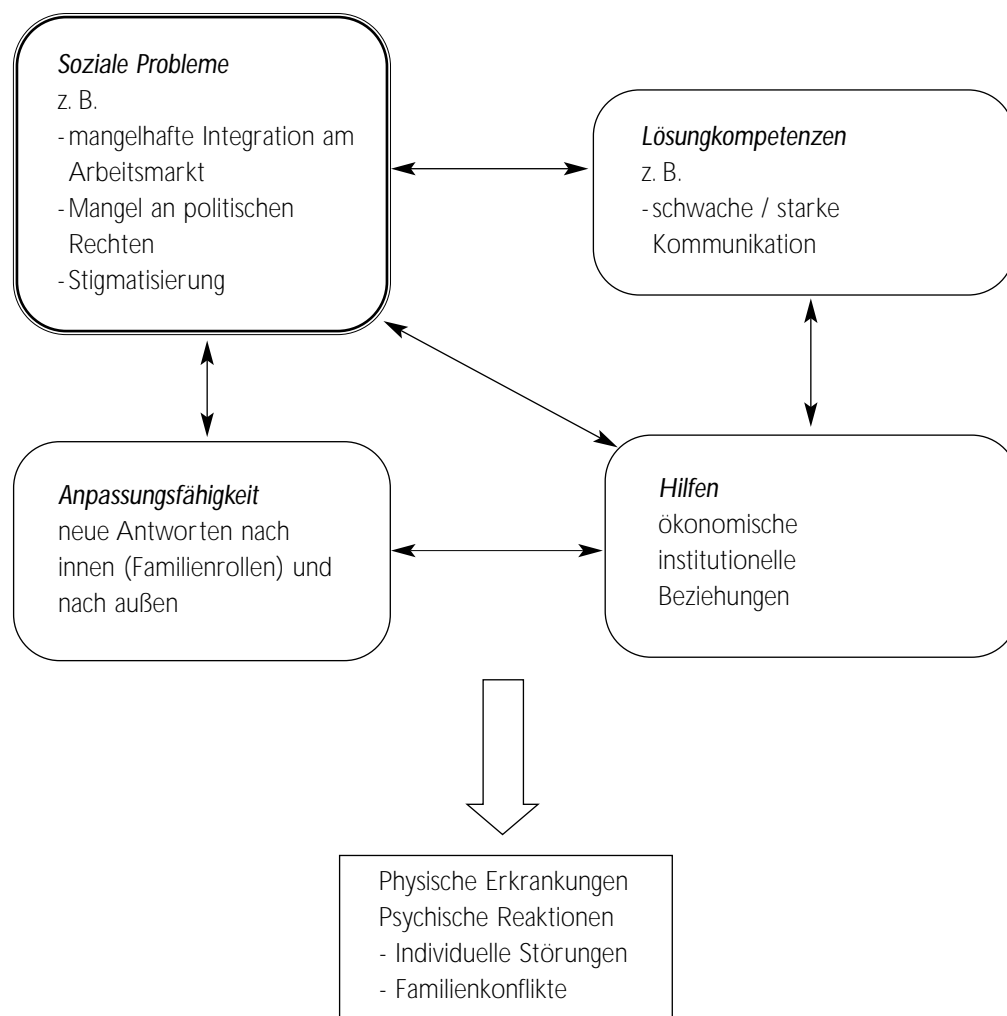 Soziale Probleme
z. B.
- mangelhafte Integration am
Arbeitsmarkt
- Mangel an politischen
Rechten
- Stigmatisierung
Lösungkompetenzen
z. B.
- schwache / starke
Kommunikation
Anpassungsfähigkeit
neue Antworten nach
innen (Familienrollen) und
nach außen
Hilfen
ökonomische
institutionelle
Beziehungen
Physische Erkrankungen
Psychische Reaktionen
- Individuelle Störungen
- Familienkonflikte